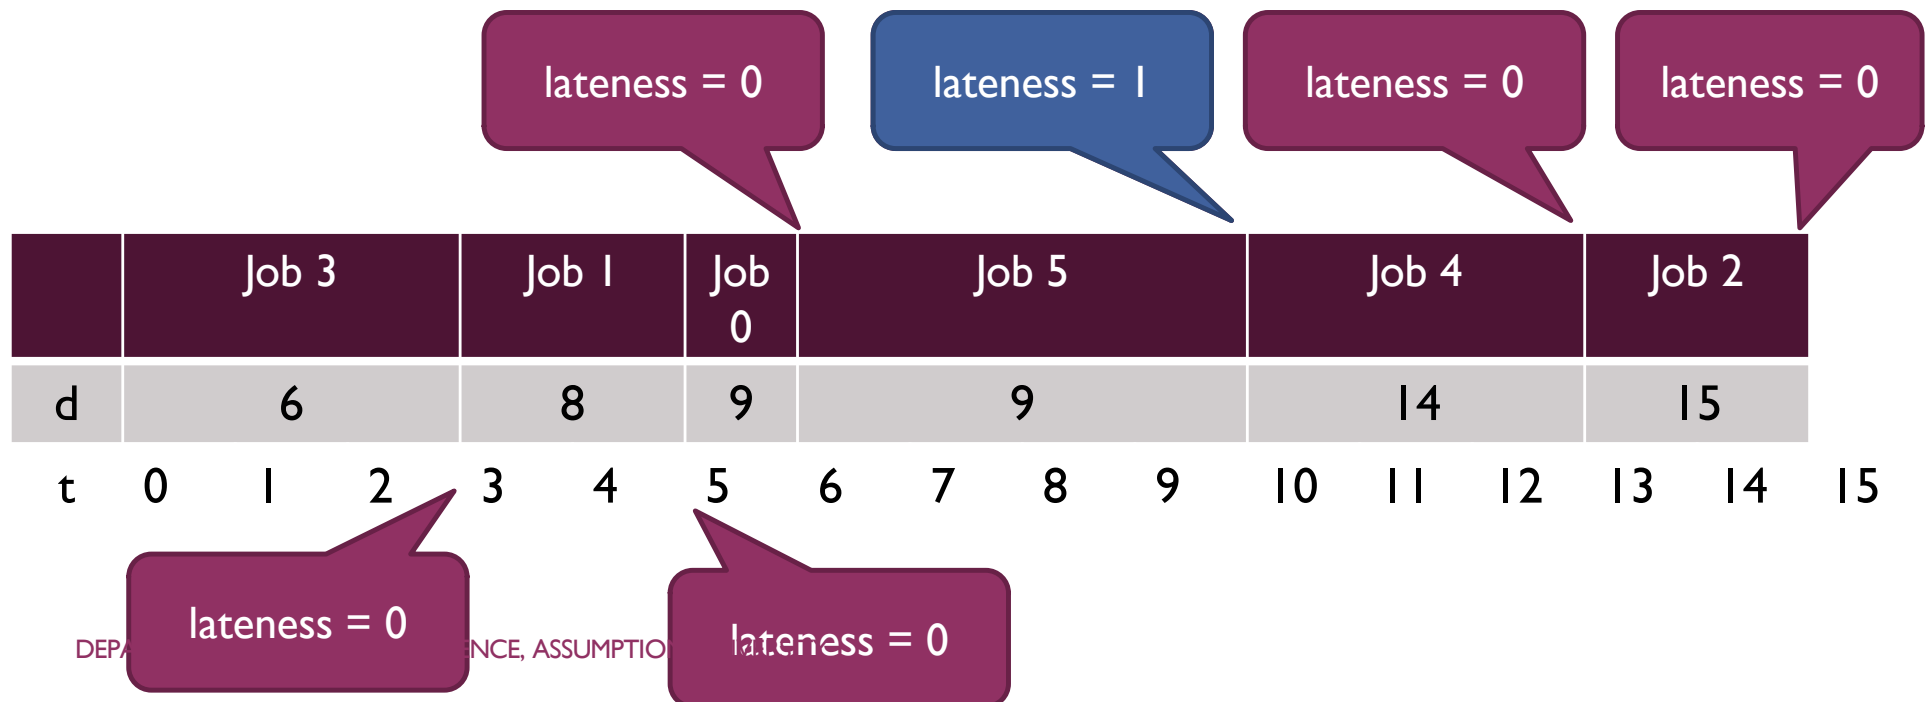 lateness = 0
lateness = 1
lateness = 0
lateness = 0
Job 3 Job 1 Job 0 Job 5 Job 4 Job 2
d 6 8 9 9 14 15
t 0 1 2 3 4 5 6 7 8 9 10 11 12 13 14 15
lateness = 0
lateness = 0
ASSUMPTION